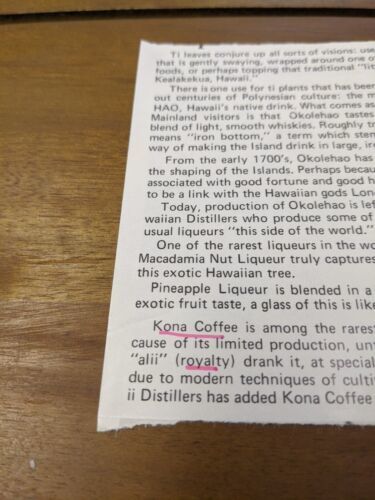 Ti leaves conjure up all sorts of visions: use
that is gently swaying, wrapped around one o
foods, or perhaps topping that traditional "lit
Kealakekua, Hawaii."
There is one use for ti plants that has been
out centuries of Polynesian culture: the m
HAO, Hawaii's native drink. What comes as
Mainland visitors is that Okolehao tastes
blend of light, smooth whiskies. Roughly tr
means "iron bottom," a term which stem
way of making the Island drink in large, iro
From the early 1700's, Okolehao has
the shaping of the Islands. Perhaps becau
associated with good fortune and good h
to be a link with the Hawaiian gods Lon
Today, production of Okolehao is lef
waiian Distillers who produce some of
usual liqueurs "this side of the world."
One of the rarest liqueurs in the wo
Macadamia Nut Liqueur truly captures
this exotic Hawaiian tree.
Pineapple Liqueur is blended in a
exotic fruit taste, a glass of this is like
Kona Coffee is among the rares
cause of its limited production, unt
"alii" (royalty) drank it, at special
due to modern techniques of culti
ii Distillers has added Kona Coffee